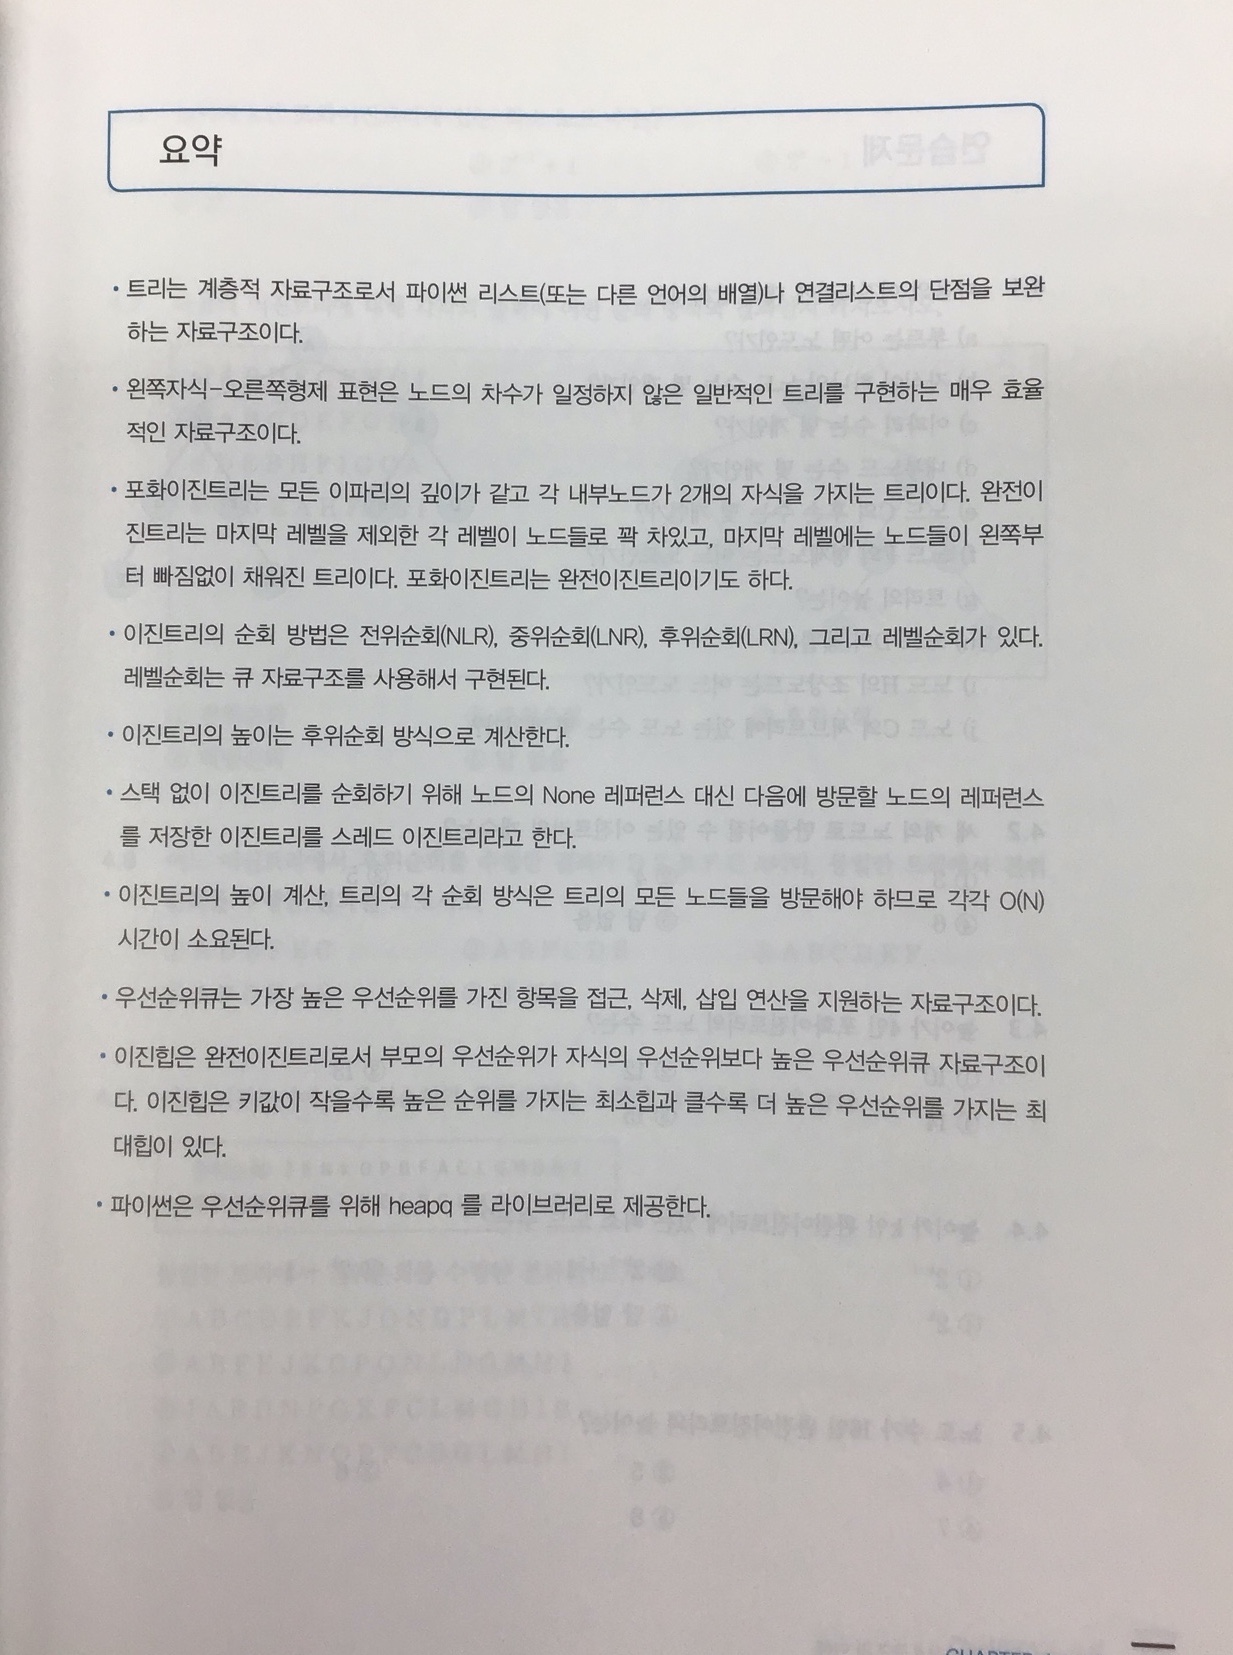 요약
• 트리는 계층적 자료구조로서 파이썬 리스트(또는 다른 언어의 배열)나 연결리스트의 단점을 보완
하는 자료구조이다.
• 왼쪽자식-오른쪽형제 표현은 노드의 차수가 일정하지 않은 일반적인 트리를 구현하는 매우 효율
적인 자료구조이다.
• 포화이진트리는 모든 이파리의 깊이가 같고 각 내부노드가 2개의 자식을 가지는 트리이다. 완전이
진트리는 마지막 레벨을 제외한 각 레벨이 노드들로 꽉 차있고, 마지막 레벨에는 노드들이 왼쪽부
터 빠짐없이 채워진 트리이다. 포화이진트리는 완전이진트리이기도 하다.
• 이진트리의 순회 방법은 전위순회(NLR), 중위순회(LNR), 후위순회(LRN), 그리고 레벨순회가 있다.
레벨순회는 큐 자료구조를 사용해서 구현된다.
• 이진트리의 높이는 후위순회 방식으로 계산한다.
• 스택 없이 이진트리를 순회하기 위해 노드의 None 레퍼런스 대신 다음에 방문할 노드의 레퍼런스
를 저장한 이진트리를 스레드 이진트리라고 한다.
• 이진트리의 높이 계산, 트리의 각 순회 방식은 트리의 모든 노드들을 방문해야 하므로 각각 O(N)
시간이 소요된다.
• 우선순위큐는 가장 높은 우선순위를 가진 항목을 접근, 삭제, 삽입 연산을 지원하는 자료구조이다.
• 이진힙은 완전이진트리로서 부모의 우선순위가 자식의 우선순위보다 높은 우선순위큐 자료구조이
다. 이진힙은 키값이 작을수록 높은 순위를 가지는 최소힙과 클수록 더 높은 우선순위를 가지는 최
대힙이 있다.
• 파이썬은 우선순위큐를 위해 heapq 를 라이브러리로 제공한다.